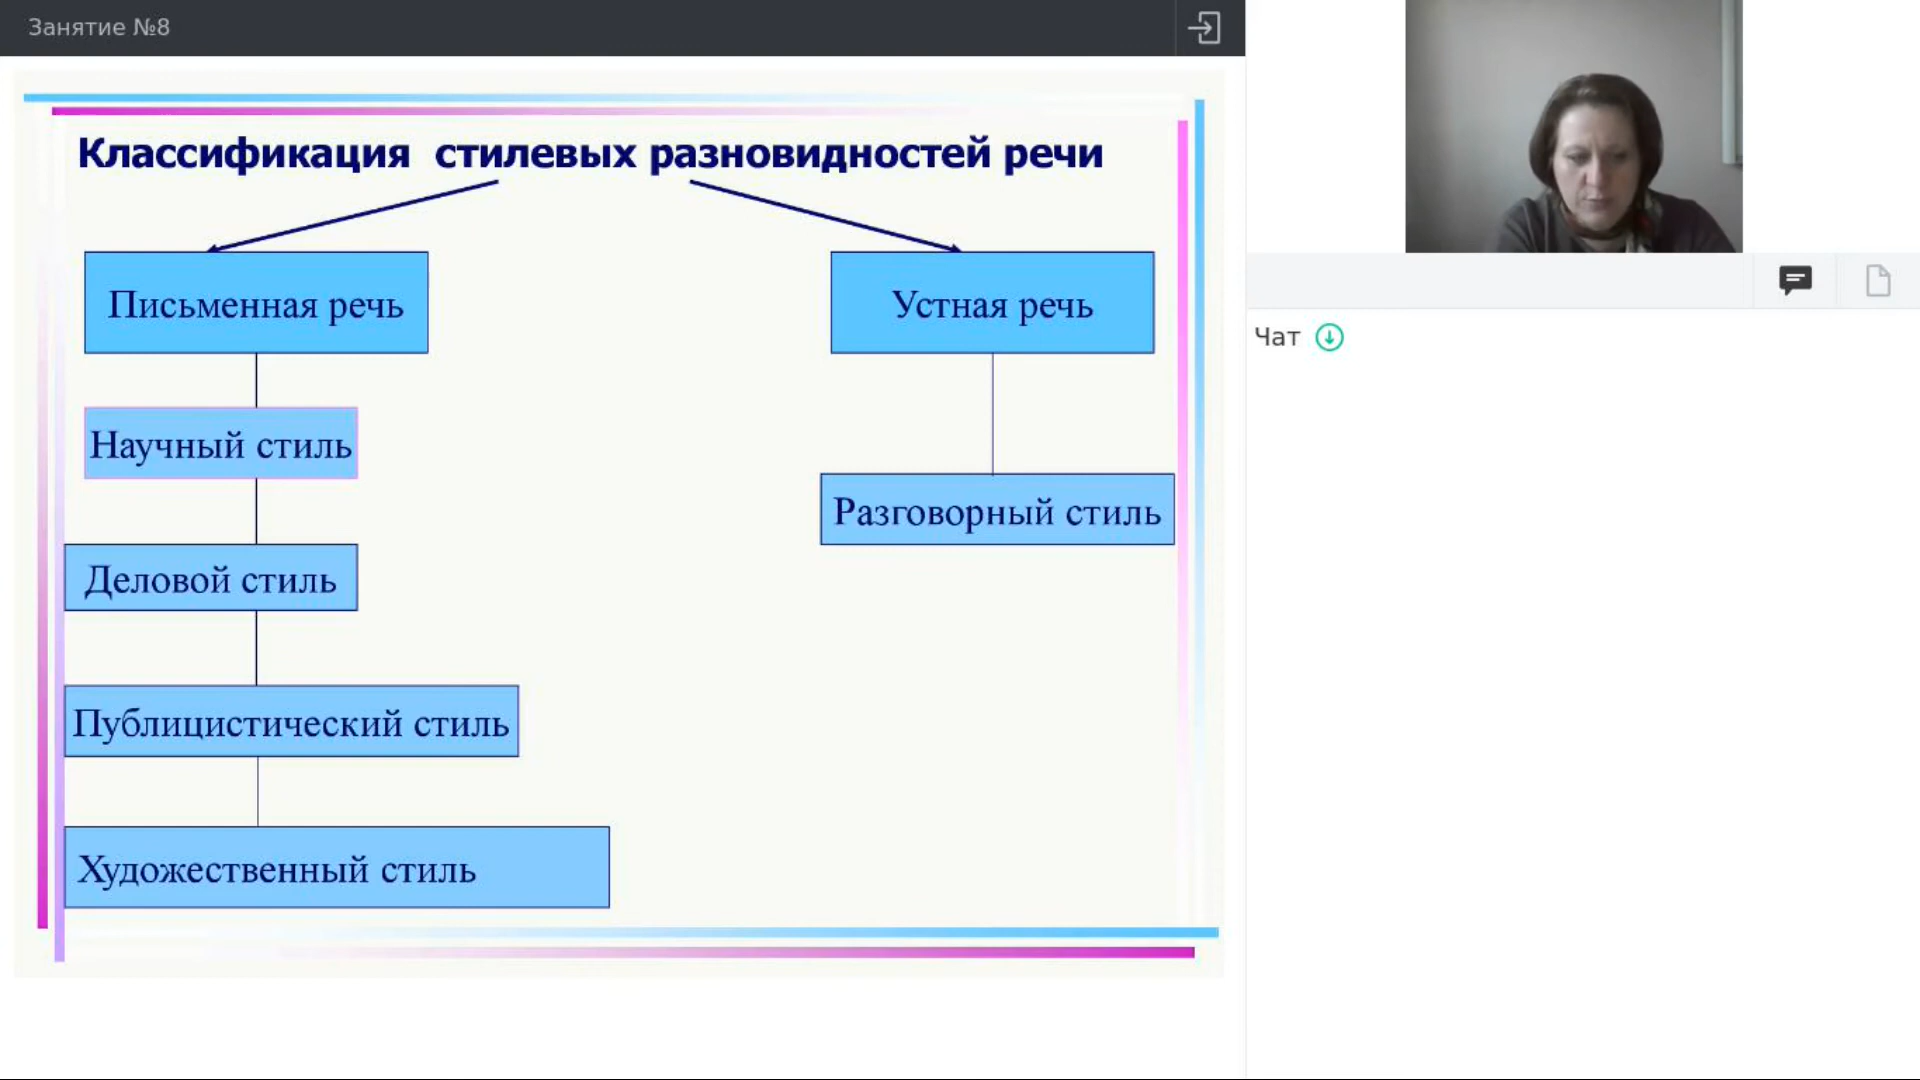 Занятие №8
Классификация стилевых разновидностей речи
Письменная речь
Устная речь
Научный стиль
Разговорный стиль
Деловой стиль
Публицистический стиль
Художественный стиль
Чат